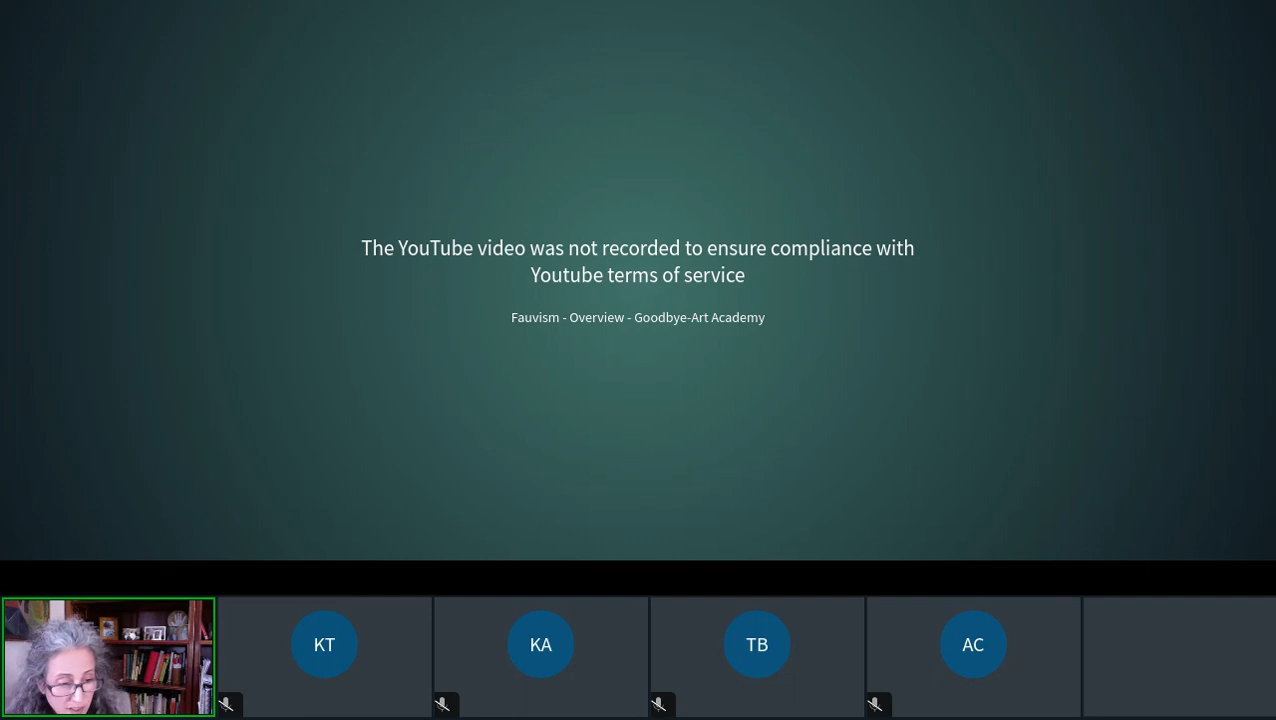 The YouTube video was not recorded to ensure compliance with
Youtube terms of service
Fauvism - Overview - Goodbye-Art Academy
KT
KA
TB
AC